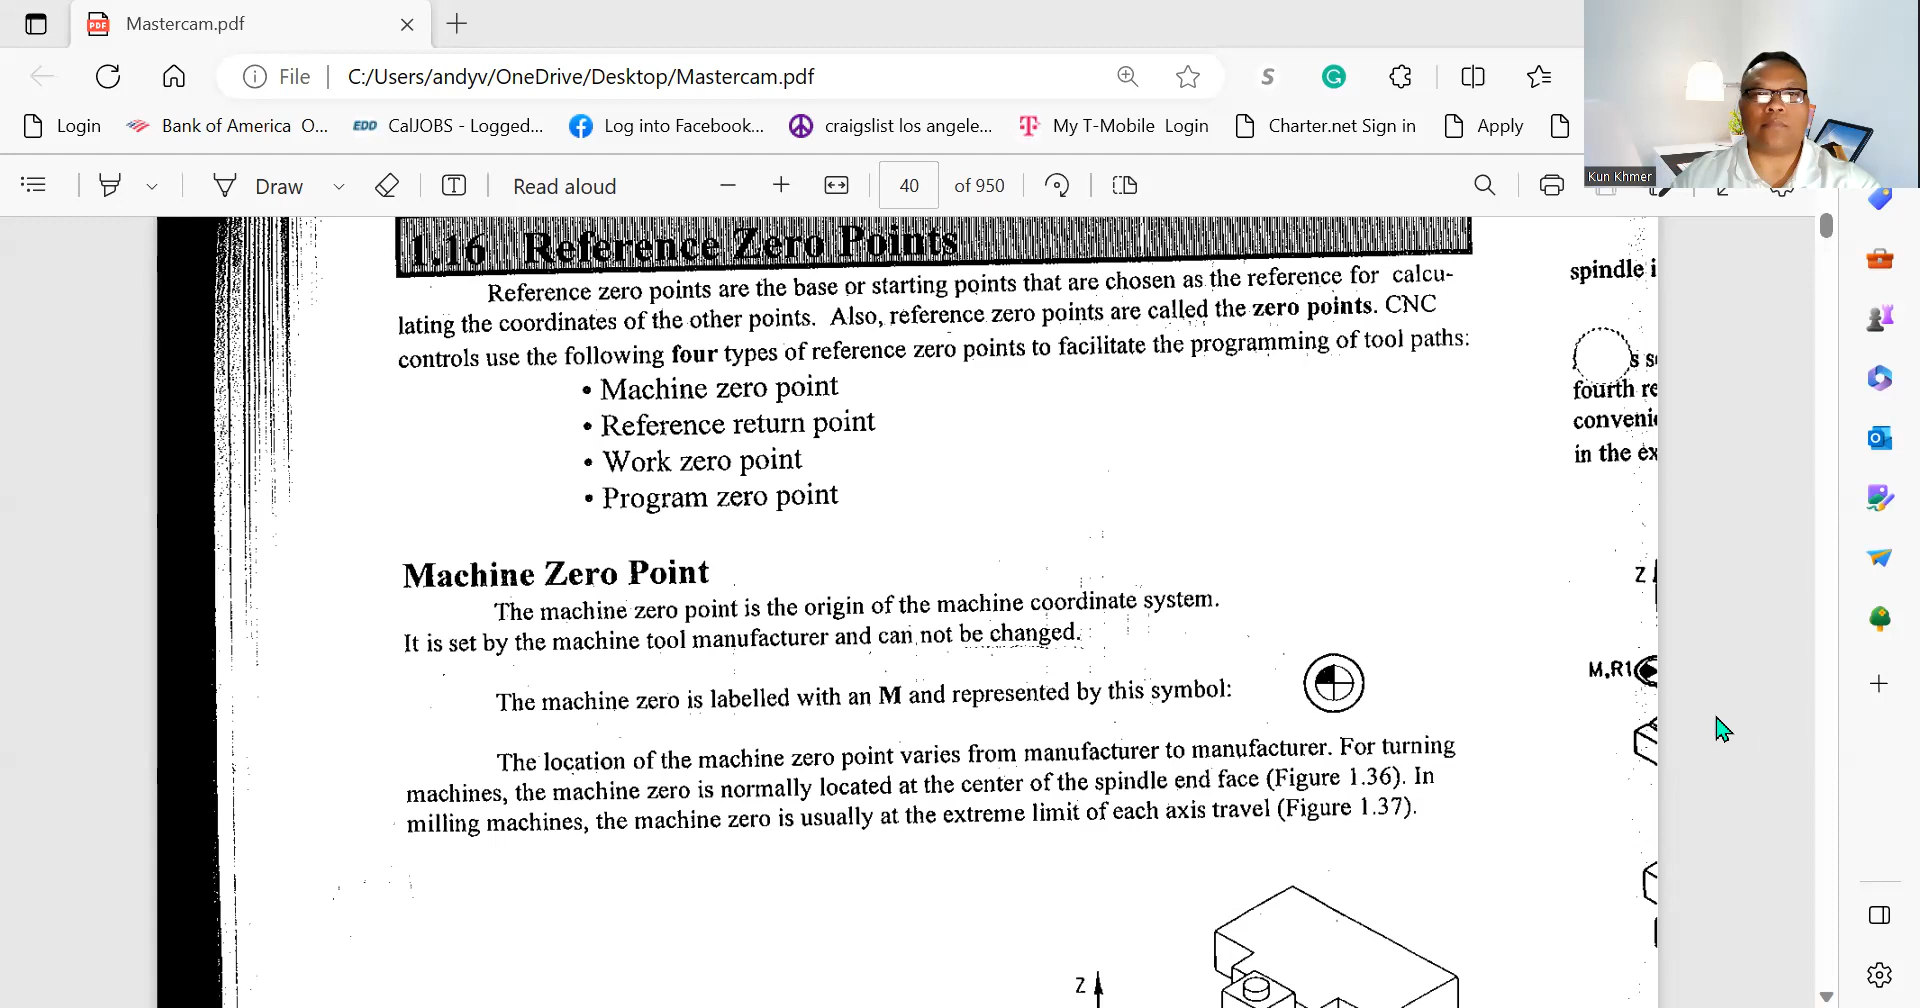 Mastercam.pdf
File
C:/Users/andyv/OneDrive/Desktop/Mastercam.pdf
Login
Bank of America O...
EDD
CalJOBS - Logged...
Log into Facebook...
craigslist los angele...
My T-Mobile Login
Charter.net Sign in
Apply
Kun Khmer
Draw
Read aloud
40
of 950
1.16 Reference Zero Points
Reference zero points are the base or starting points that are chosen as the reference for calcu-
lating the coordinates of the other points. Also, reference zero points are called the zero points. CNC
controls use the following four types of reference zero points to facilitate the programming of tool paths:
• Machine zero point
• Reference return point
• Work zero point
• Program zero point
Machine Zero Point
The machine zero point is the origin of the machine coordinate system.
It is set by the machine tool manufacturer and can not be changed.
The machine zero is labelled with an M and represented by this symbol:
The location of the machine zero point varies from manufacturer to manufacturer. For turning
machines, the machine zero is normally located at the center of the spindle end face (Figure 1.36). In
milling machines, the machine zero is usually at the extreme limit of each axis travel (Figure 1.37).
Z
spindle i
fourth re
conveni
in the ex
Z
M,R1